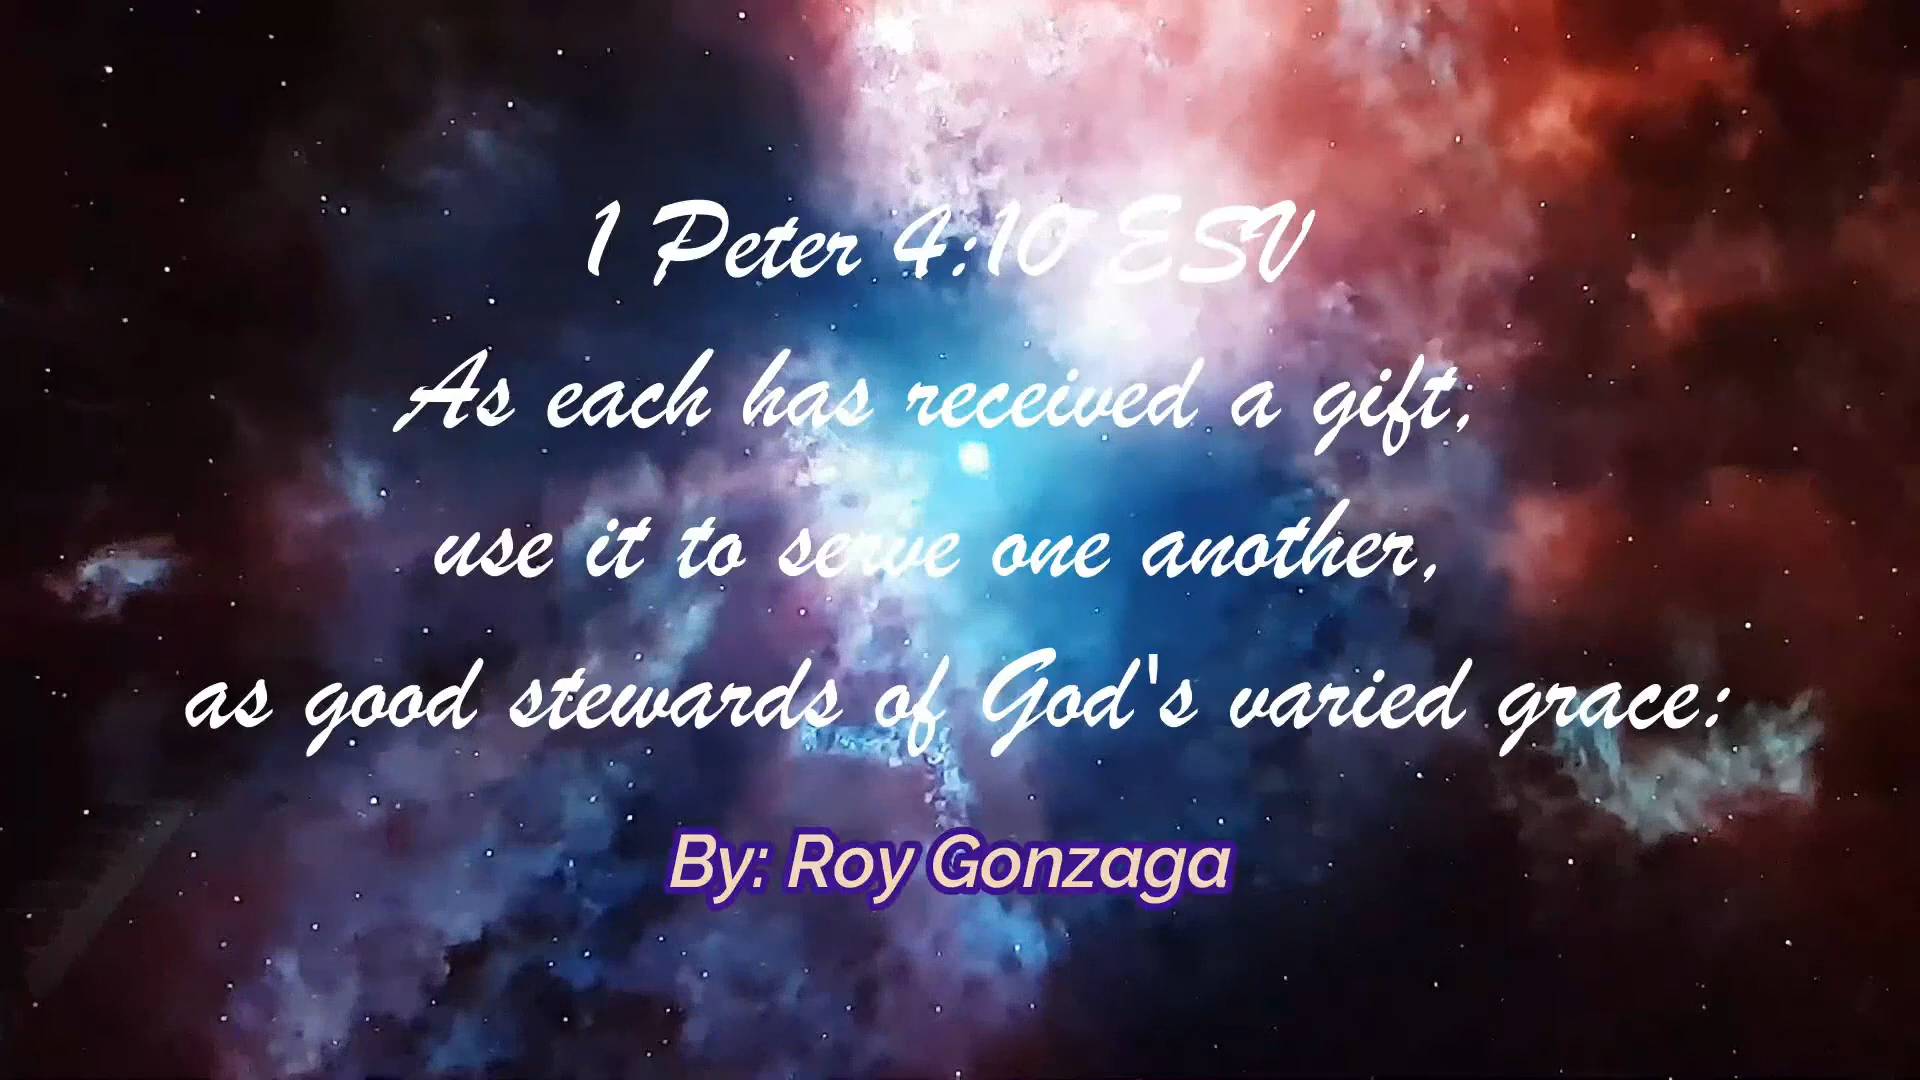 1 Peter 4:10 ESV
As each has received a gift,
use it to serve one another,
as good stewards of God's varied grace:
By: Roy Gonzaga